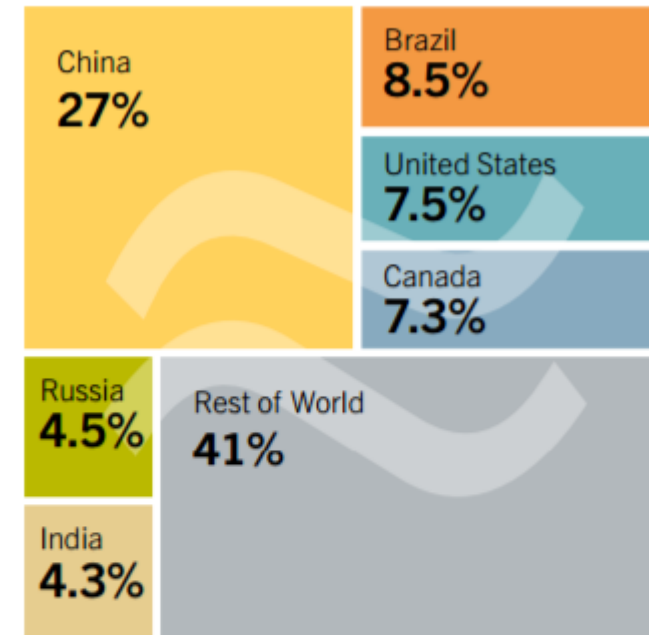 China
27%
Brazil
8.5%
United States
7.5%
Canada
7.3%
Russia
4.5%
Rest of World
41%
India
4.3%